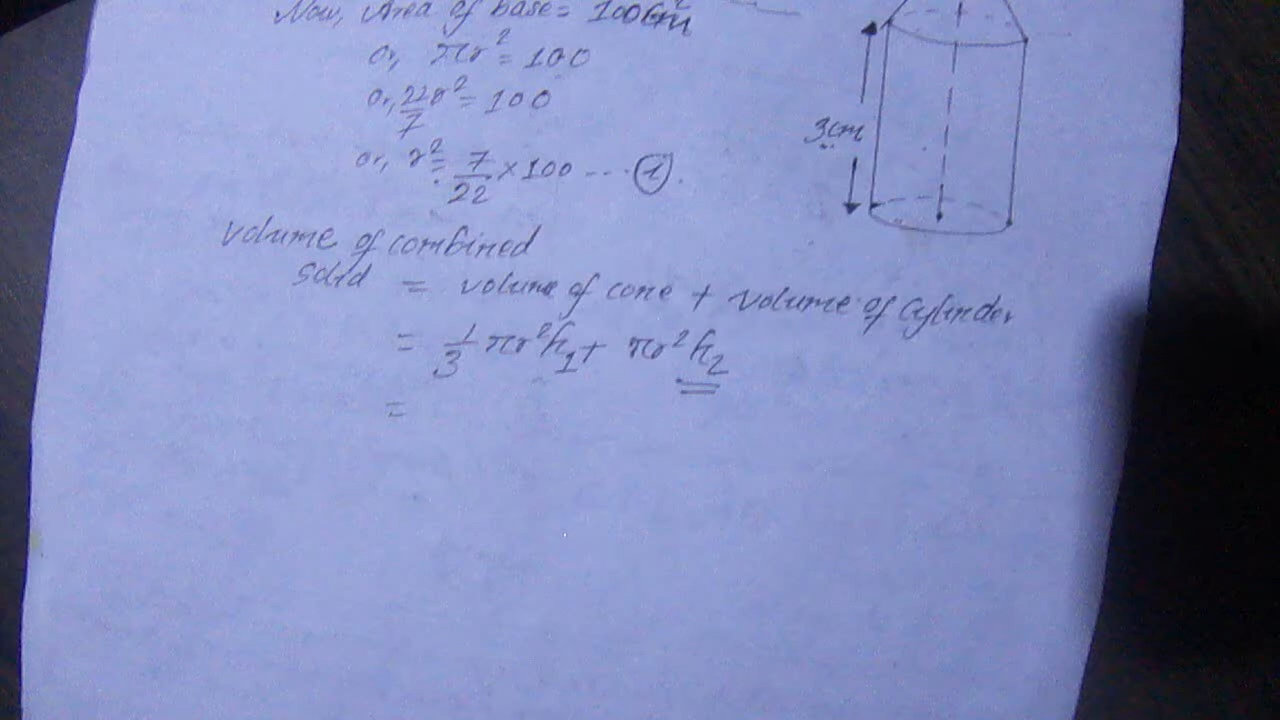 Now, Area of base = 100cm²
or, πr² = 100
or, 22/7 r² = 100
or, r² = 7/22 × 100 --- ①.
3cm
volume of combined
solid = volume of cone + volume of cylinder
= 1/3 πr²h₁ + πr²h₂
=